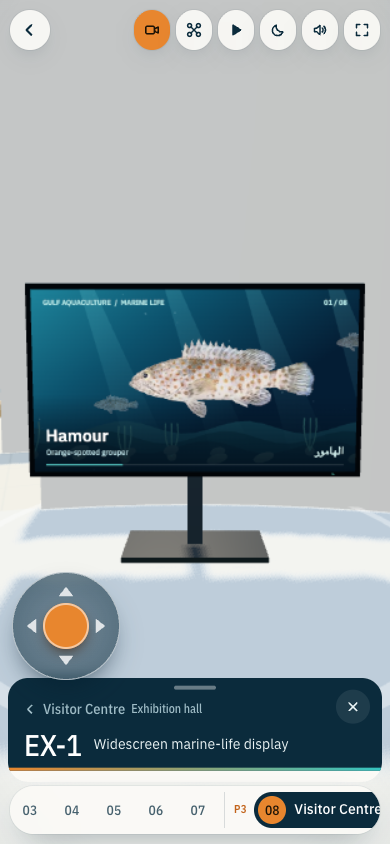 GULF AQUACULTURE / MARINE LIFE
01 / 08
Hamour
Orange-spotted grouper
الهامور
Visitor Centre Exhibition hall
EX-1 Widescreen marine-life display
03 04 05 06 07 P3 08 Visitor Centre